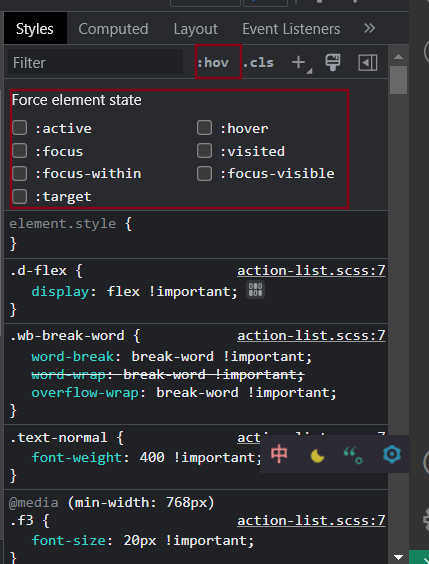 Styles Computed Layout Event Listeners »
Filter :hov .cls +
Force element state
:active :hover
:focus :visited
:focus-within :focus-visible
:target
element.style {
}
.d-flex { action-list.scss:7
display: flex !important;
}
.wb-break-word { action-list.scss:7
word-break: break-word !important;
word-wrap: break-word !important;
overflow-wrap: break-word !important;
}
.text-normal { action-list.scss:7
font-weight: 400 !important;
}
中
@media (min-width: 768px)
.f3 { action-list.scss:7
font-size: 20px !important;
}